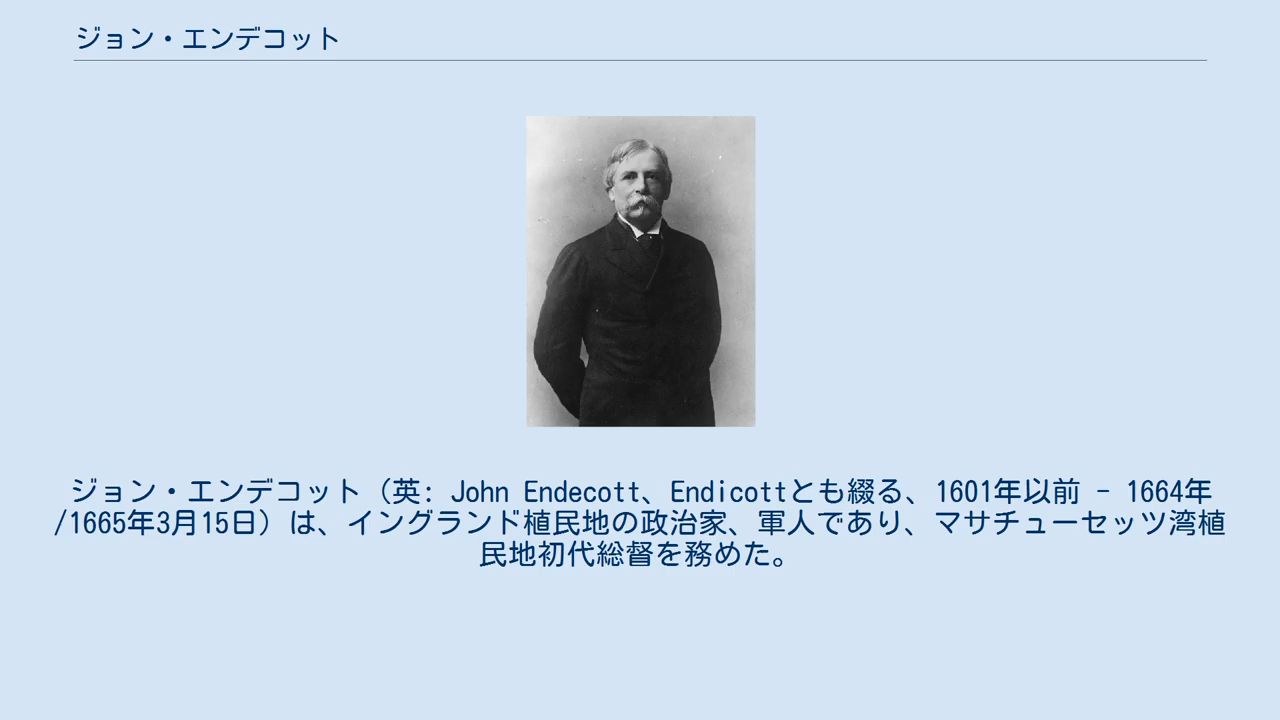 ジョン・エンデコット
ジョン・エンデコット（英: John Endecott、Endicottとも綴る、1601年以前 - 1664年
/1665年3月15日）は、イングランド植民地の政治家、軍人であり、マサチューセッツ湾植
民地初代総督を務めた。